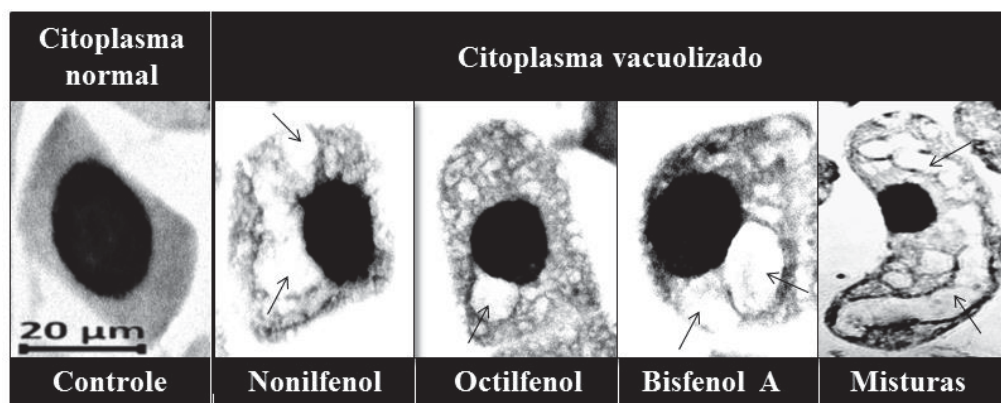 Citoplasma
normal
Citoplasma vacuolizado
20 µm
Controle
Nonilfenol
Octilfenol
Bisfenol A
Misturas